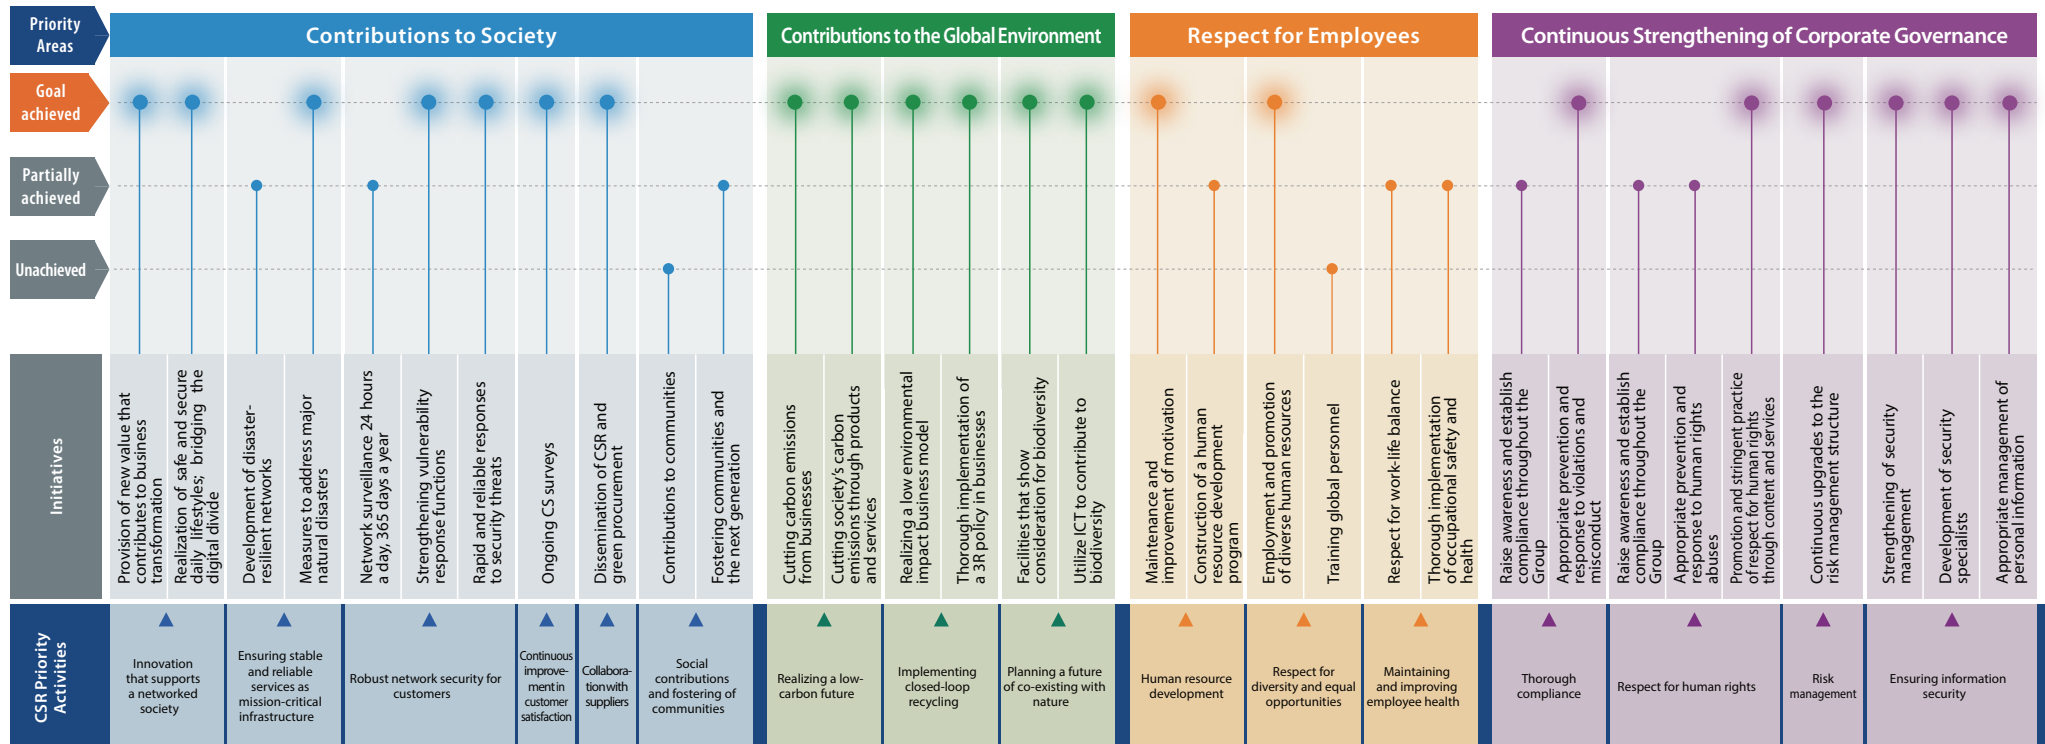 Priority
Areas
Contributions to Society
Contributions to the Global Environment
Respect for Employees
Continuous Strengthening of Corporate Governance
Goal
achieved
Partially
achieved
Unachieved
Initiatives
Provision of new value that
contributes to business
transformation
Realization of safe and secure
daily lifestyles; bridging the
digital divide
Development of disaster-
resilient networks
Measures to address major
natural disasters
Network surveillance 24 hours
a day, 365 days a year
Strengthening vulnerability
response functions
Rapid and reliable responses
to security threats
Ongoing CS surveys
Dissemination of CSR and
green procurement
Contributions to communities
Fostering communities and
the next generation
Cutting carbon emissions
from businesses
Cutting society's carbon
emissions through products
and services
Realizing a low environmental
impact business model
Thorough implementation of
a 3R policy in businesses
Facilities that show
consideration for biodiversity
Utilize ICT to contribute to
biodiversity
Maintenance and
improvement of motivation
Construction of a human
resource development
program
Employment and promotion
of diverse human resources
Training global personnel
Respect for work-life balance
Thorough implementation
of occupational safety and
health
Raise awareness and establish
compliance throughout the
Group
Appropriate prevention and
response to violations and
misconduct
Raise awareness and establish
compliance throughout the
Group
Appropriate prevention and
response to human rights
abuses
Promotion and stringent practice
of respect for human rights
through content and services
Continuous upgrades to the
risk management structure
Strengthening of security
management
Development of security
specialists
Appropriate management of
personal information
CSR Priority
Activities
Innovation
that supports
a networked
society
Ensuring stable
and reliable
services as
mission-critical
infrastructure
Robust network security for
customers
Continuous
improve-
ment in
customer
satisfaction
Collabora-
tion with
suppliers
Social
contributions
and fostering of
communities
Realizing a low-
carbon future
Implementing
closed-loop
recycling
Planning a future
of co-existing with
nature
Human resource
development
Respect for
diversity and equal
opportunities
Maintaining
and improving
employee health
Thorough
compliance
Respect for human rights
Risk
management
Ensuring information
security